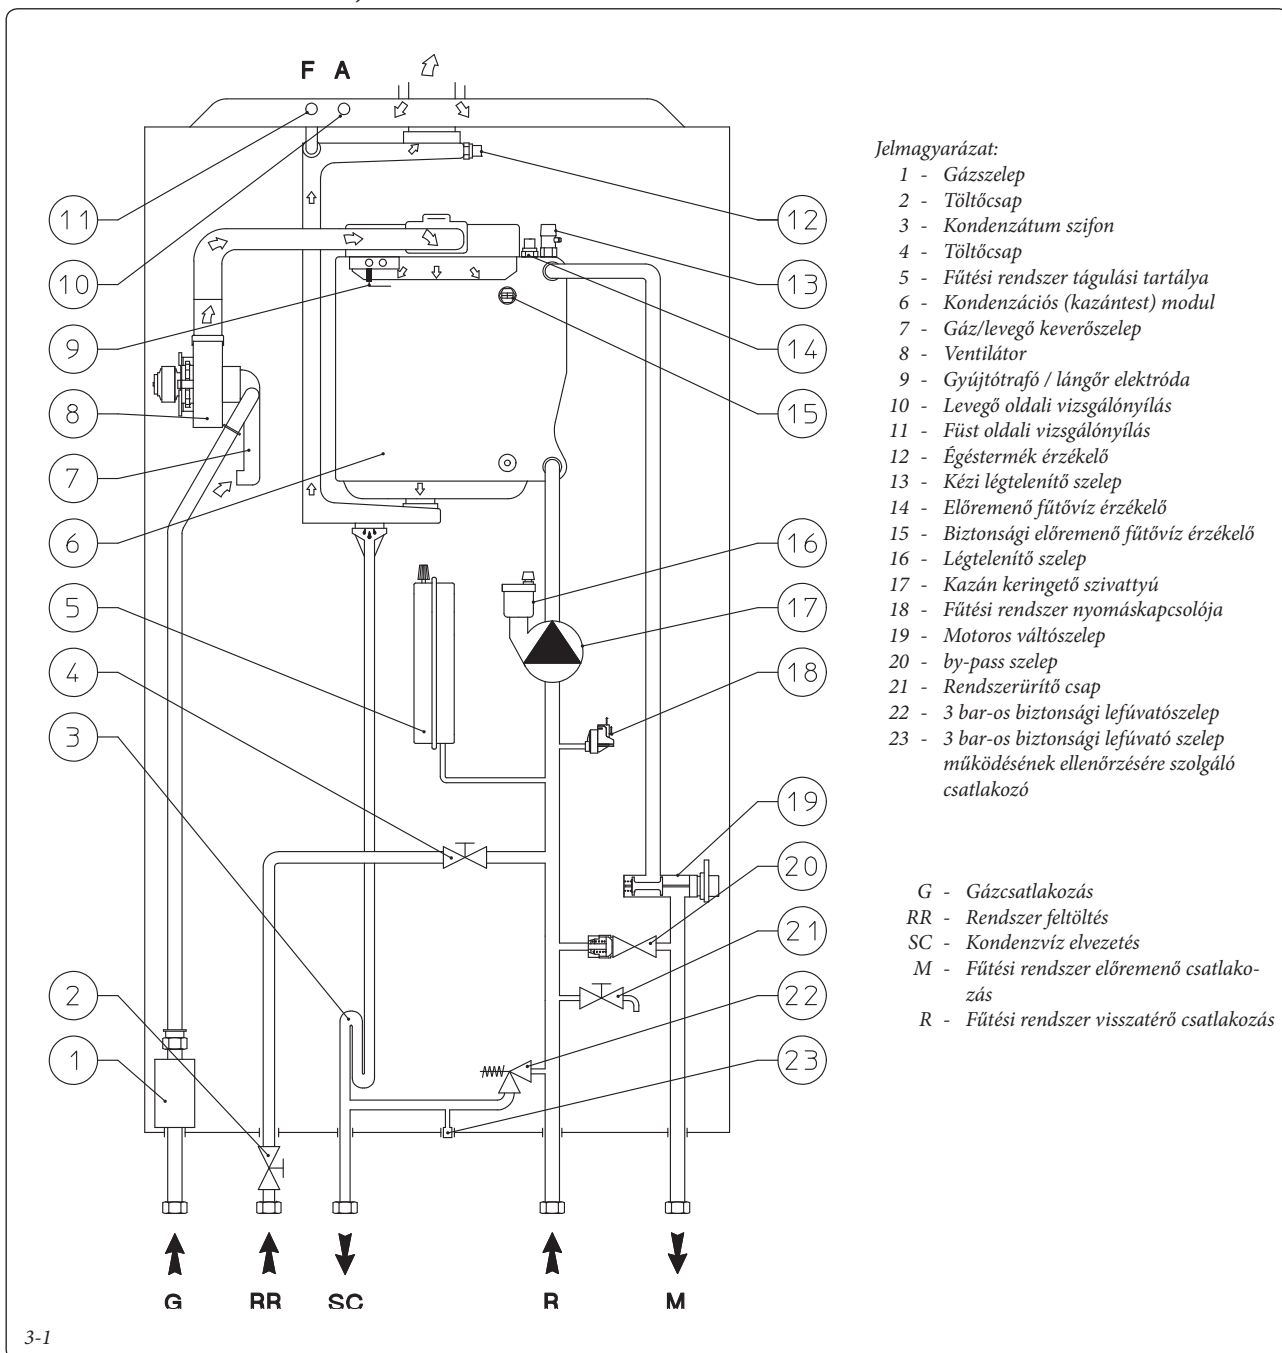 F A
11
10
9
8
7
6
5
4
3
2
1
12
13
14
15
16
17
18
19
20
21
22
23
G RR SC R M
3-1
Jelmagyarázat:
1 - Gázszelep
2 - Töltőcsap
3 - Kondenzátum szifon
4 - Töltőcsap
5 - Fűtési rendszer tágulási tartálya
6 - Kondenzációs (kazántest) modul
7 - Gáz/levegő keverőszelep
8 - Ventilátor
9 - Gyújtótrafó / lángőr elektróda
10 - Levegő oldali vizsgálónyílás
11 - Füst oldali vizsgálónyílás
12 - Égéstermék érzékelő
13 - Kézi légtelenítő szelep
14 - Előremenő fűtővíz érzékelő
15 - Biztonsági előremenő fűtővíz érzékelő
16 - Légtelenítő szelep
17 - Kazán keringető szivattyú
18 - Fűtési rendszer nyomáskapcsolója
19 - Motoros váltószelep
20 - by-pass szelep
21 - Rendszerürítő csap
22 - 3 bar-os biztonsági lefúvatószelep
23 - 3 bar-os biztonsági lefúvató szelep
működésének ellenőrzésére szolgáló
csatlakozó
G - Gázcsatlakozás
RR - Rendszer feltöltés
SC - Kondenzvíz elvezetés
M - Fűtési rendszer előremenő csatlako-
zás
R - Fűtési rendszer visszatérő csatlakozás